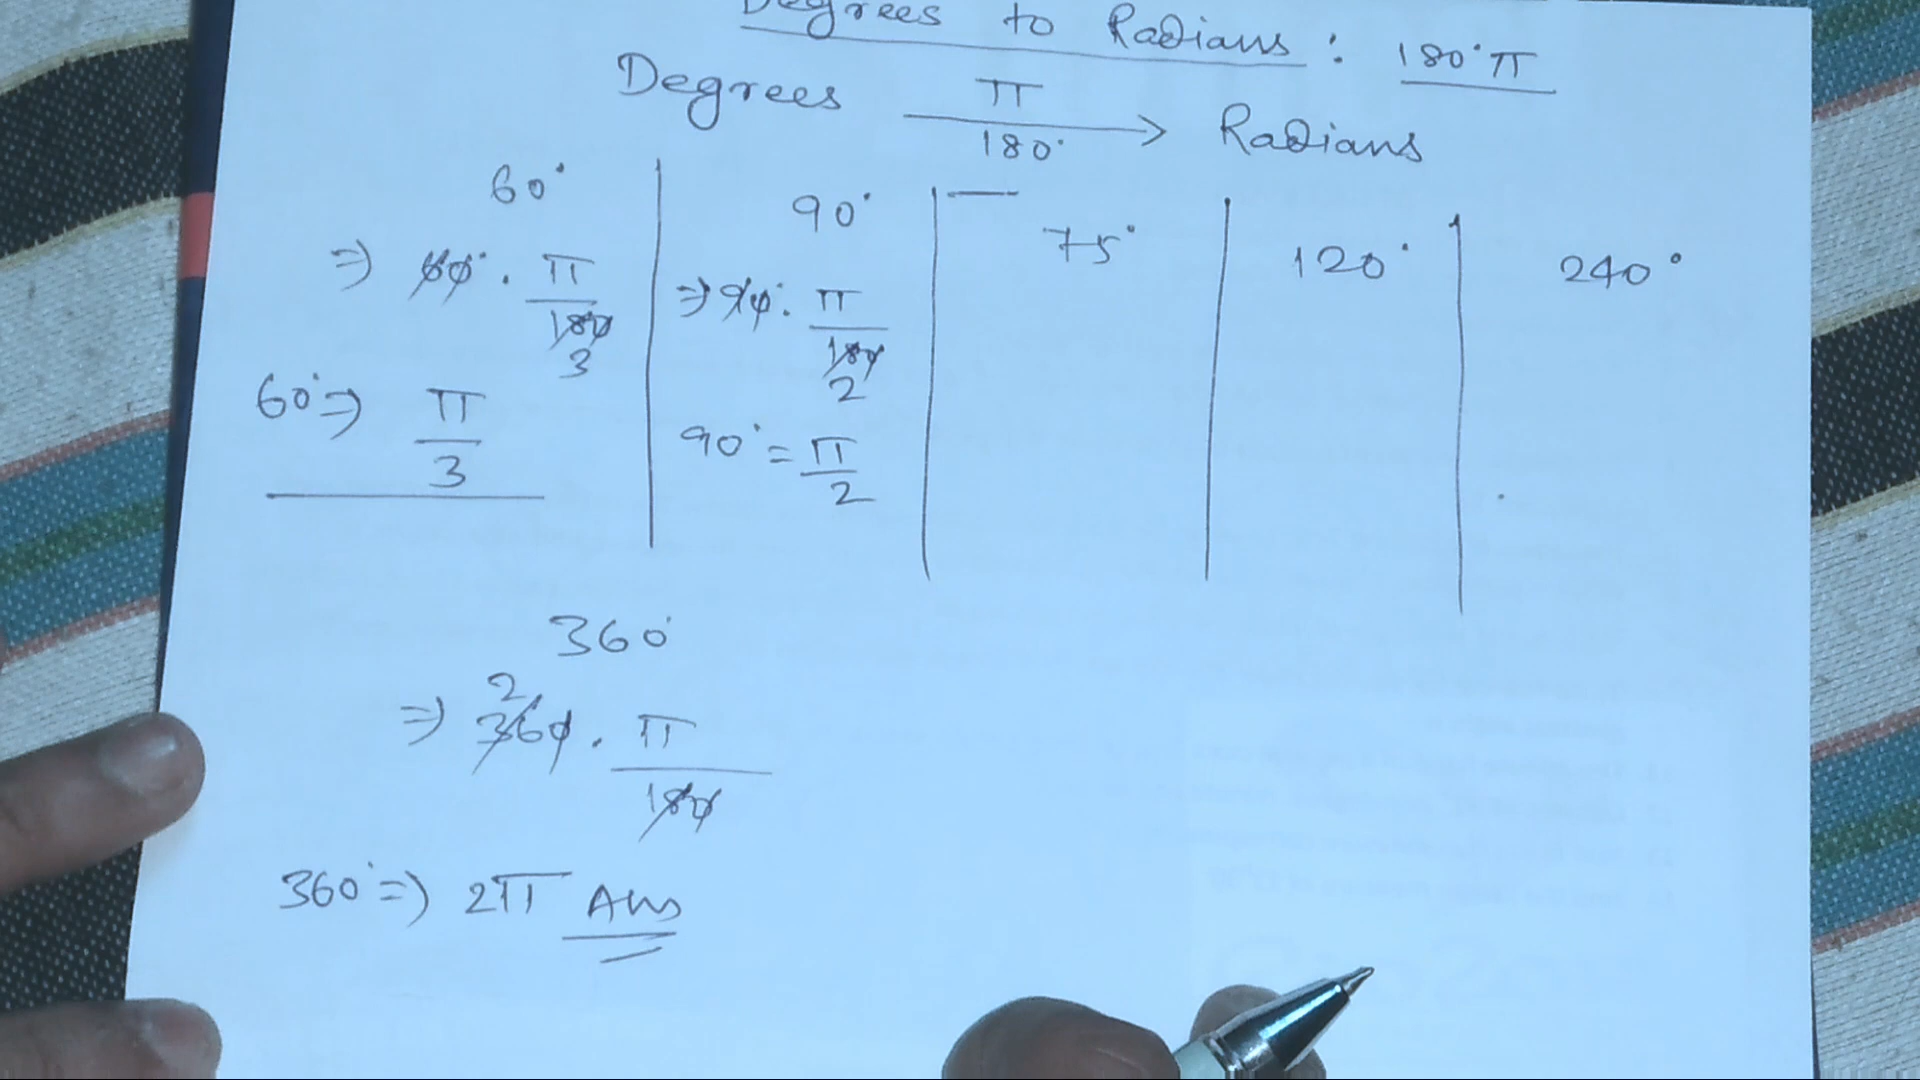 Degrees to Radians : 180° π
Degrees π/180° → Radians
60°
⇒ 60° . π/180
3
60° ⇒ π/3
90°
⇒ 90° . π/180
2
90° = π/2
75°
120°
240°
360°
2
⇒ 360 . π/180
360° ⇒ 2π Ans